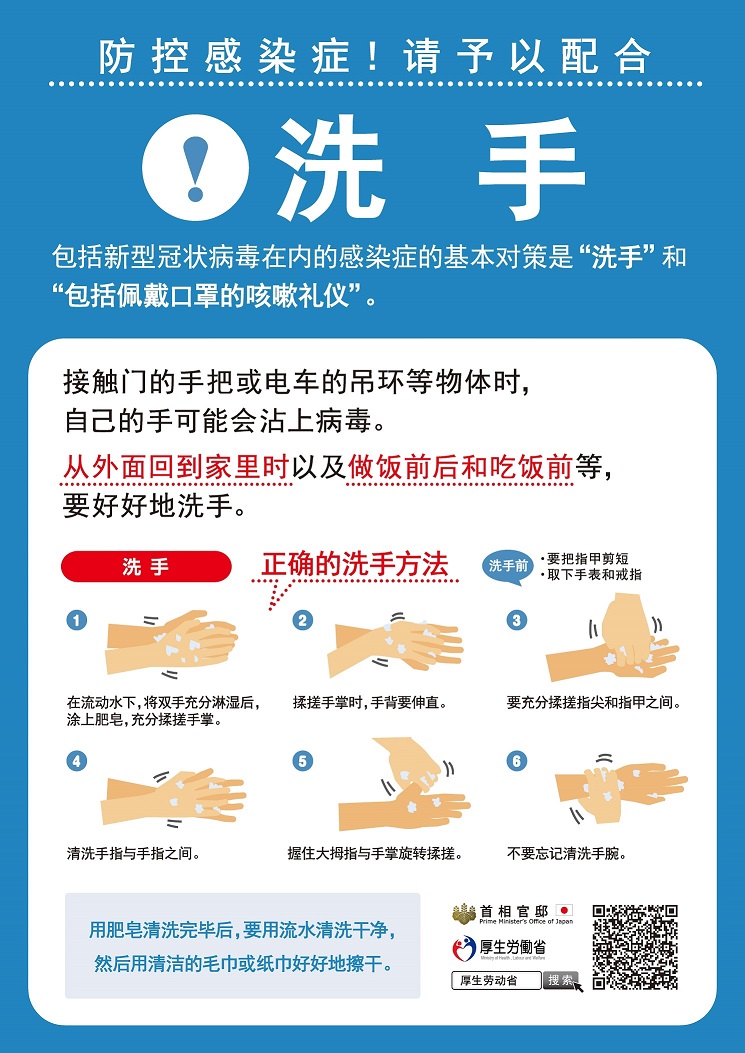 防控感染症！请予以配合
!
洗手
包括新型冠状病毒在内的感染症的基本对策是“洗手”和
“包括佩戴口罩的咳嗽礼仪”。
接触门的手把或电车的吊环等物体时，
自己的手可能会沾上病毒。
从外面回到家里时以及做饭前后和吃饭前等，
要好好地洗手。
洗手
正确的洗手方法
洗手前
·要把指甲剪短
·取下手表和戒指
1
在流动水下，将双手充分淋湿后，
涂上肥皂，充分揉搓手掌。
2
揉搓手掌时，手背要伸直。
3
要充分揉搓指尖和指甲之间。
4
清洗手指与手指之间。
5
握住大拇指与手掌旋转揉搓。
6
不要忘记清洗手腕。
用肥皂清洗完毕后，要用流水清洗干净，
然后用清洁的毛巾或纸巾好好地擦干。
首相官邸
Prime Minister's Office of Japan
厚生労働省
Ministry of Health, Labour and Welfare
厚生劳动省 搜索